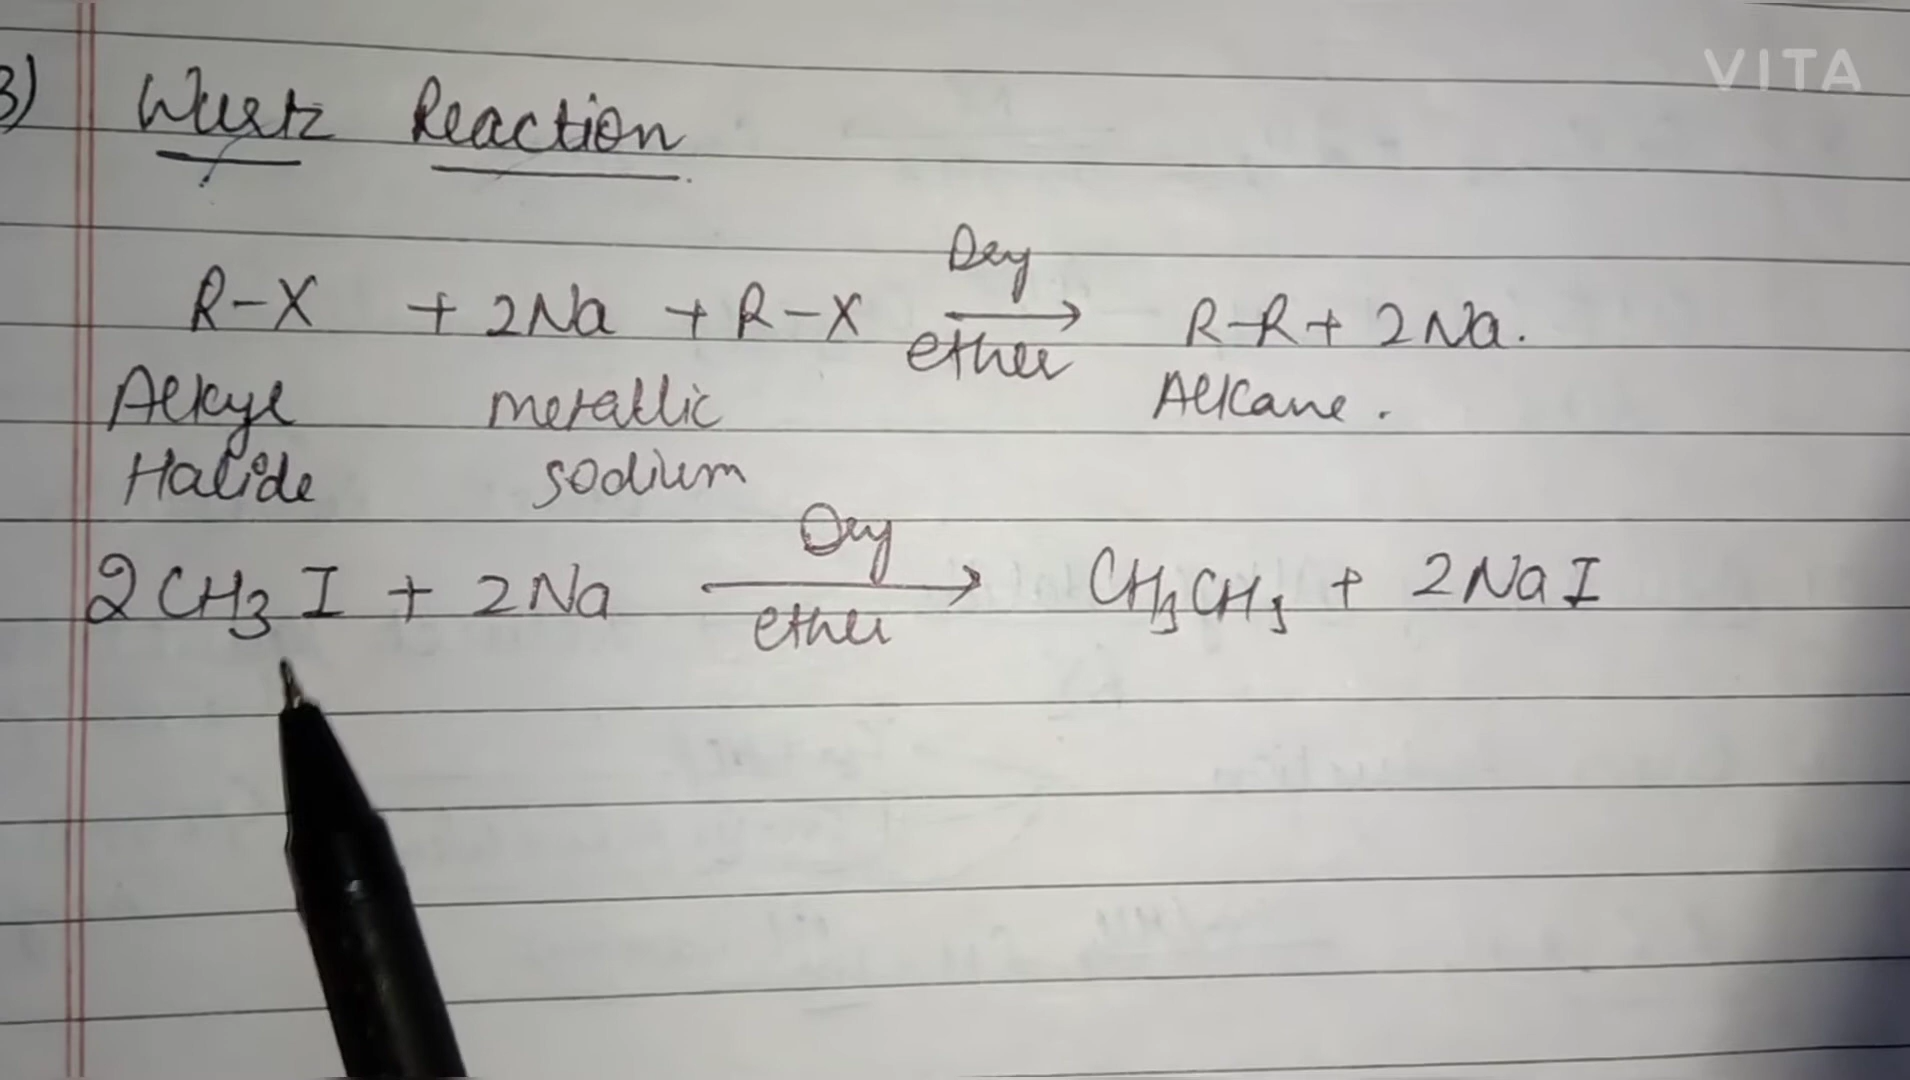 VITA
3) Wurtz Reaction.
Dry
R-X + 2Na + R-X → R-R + 2Na.
ether
Alkyl metallic Alkane.
Halide sodium
Dry
2CH3I + 2Na → CH3CH3 + 2NaI
ether